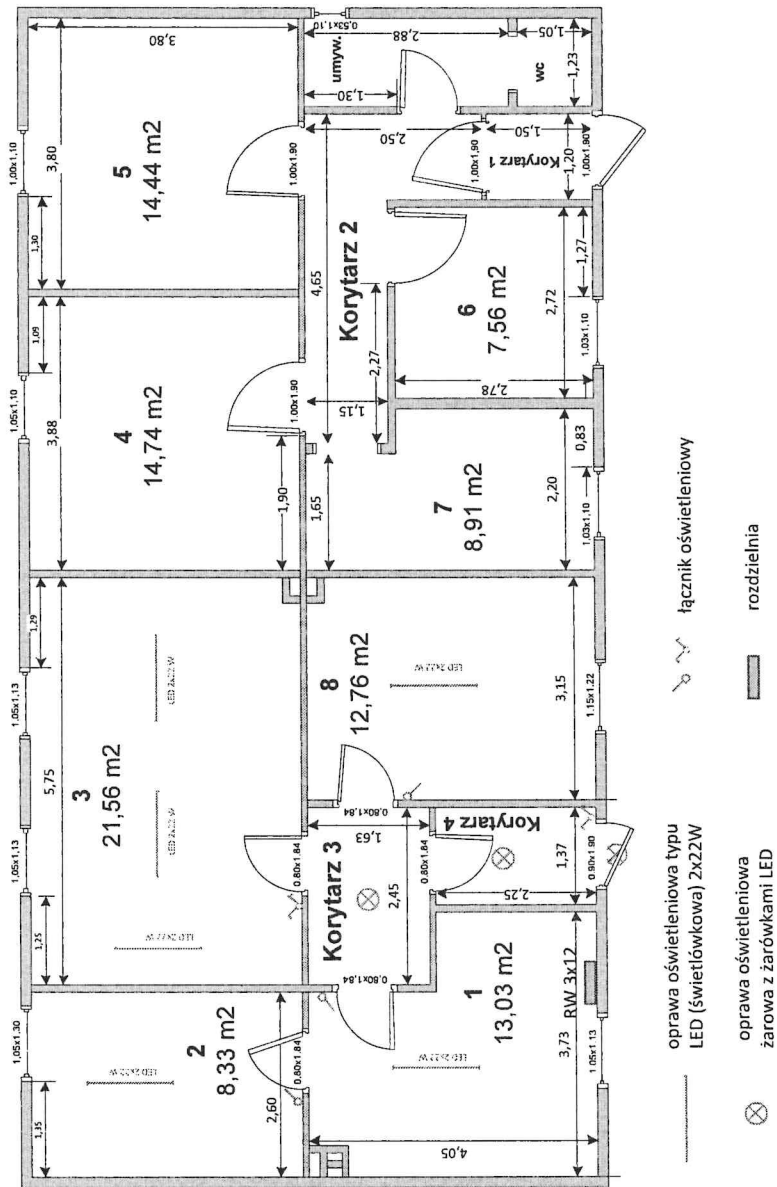 5
14,44 m2
3,80
3,80
1,00x1,10
1,30
1,00x1,90
umyw.
0,53x1,10
2,88
1,30
1,05
wc
1,23
2,50
1,50
1,00x1,90
Korytarz 1
1,20
1,00x1,90
4
14,74 m2
1,05x1,10
1,09
3,88
1,00x1,90
1,90
Korytarz 2
4,65
2,27
1,15
1,65
6
7,56 m2
2,78
2,72
1,27
1,03x1,10
7
8,91 m2
0,83
2,20
1,03x1,10
3
21,56 m2
1,29
1,05x1,13
5,75
1,05x1,13
1,25
LED 2x22 W
LED 2x22 W
LED 2x22 W
0.80x1.84
8
12,76 m2
LED 2x22 W
3,15
1,15x1,22
0,80x1,84
Korytarz 3
1,63
2,45
0,80x1,84
0,80x1,84
Korytarz 4
2,25
1,37
0.90x1.90
2
8,33 m2
1,05x1,30
1,35
2,60
LED 2x22 W
0.80x1.84
1
13,03 m2
RW 3x12
LED 2x22 W
3,73
4,05
1.05x1.13
oprawa oświetleniowa typu
LED (świetlówkowa) 2x22W
łącznik oświetleniowy
oprawa oświetleniowa
żarowa z żarówkami LED
rozdzielnia